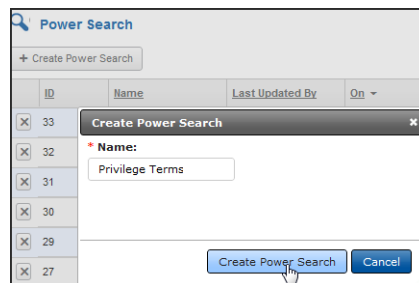 Power Search
+ Create Power Search
ID Name Last Updated By On
33
Create Power Search
32
* Name:
Privilege Terms
31
30
29
Create Power Search Cancel
27